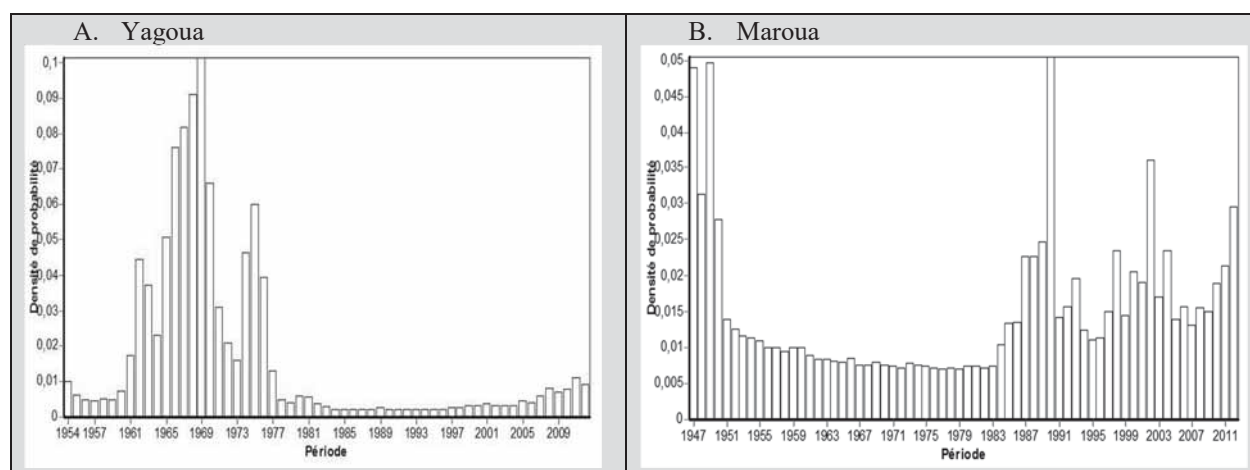 A. Yagoua
0,1
0,09
0,08
0,07
0,06
0,05
0,04
0,03
0,02
0,01
0
Densité de probabilité
1954 1957 1961 1965 1969 1973 1977 1981 1985 1989 1993 1997 2001 2005 2009
Période
B. Maroua
0,05
0,045
0,04
0,035
0,03
0,025
0,02
0,015
0,01
0,005
0
Densité de probabilité
1947 1951 1955 1959 1963 1967 1971 1975 1979 1983 1987 1991 1995 1999 2003 2007 2011
Période